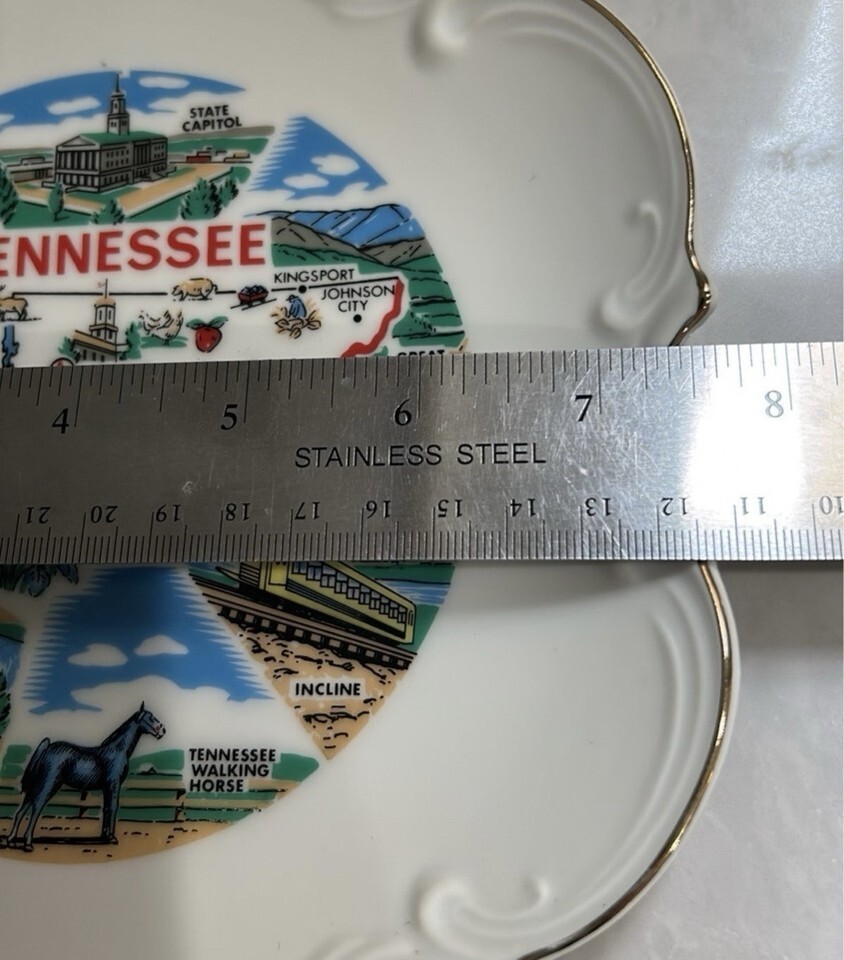 STATE
CAPITOL
ENNESSEE
KINGSPORT
JOHNSON
CITY
GREAT
4 5 6 7 8
STAINLESS STEEL
21 20 19 18 17 16 15 14 13 12 11 10
INCLINE
TENNESSEE
WALKING
HORSE